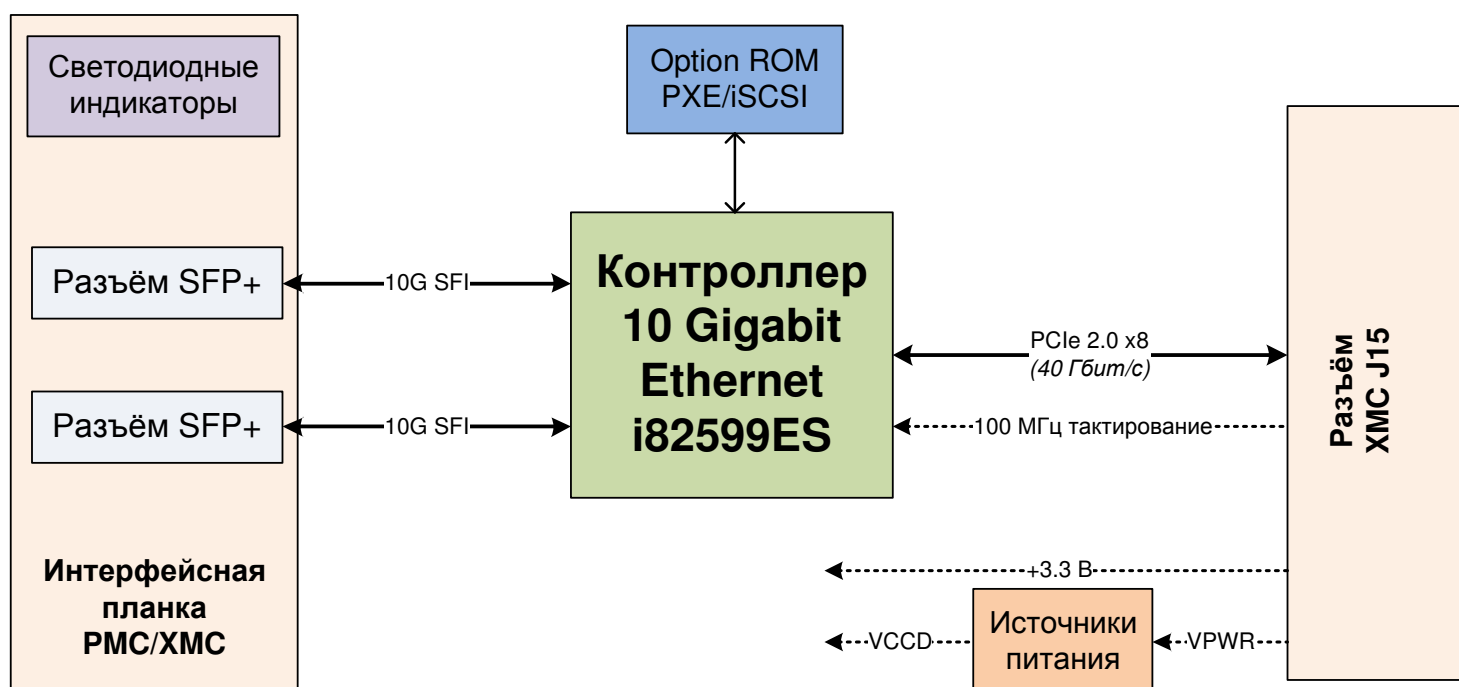 Светодиодные
индикаторы
Option ROM
PXE/iSCSI
Разъём SFP+
10G SFI
Контроллер
10 Gigabit
Ethernet
i82599ES
PCIe 2.0 x8
(40 Гбит/с)
Разъём SFP+
10G SFI
100 МГц тактирование
Разъём
XMC J15
Интерфейсная
планка
PMC/XMC
+3.3 В
VCCD
Источники
питания
VPWR